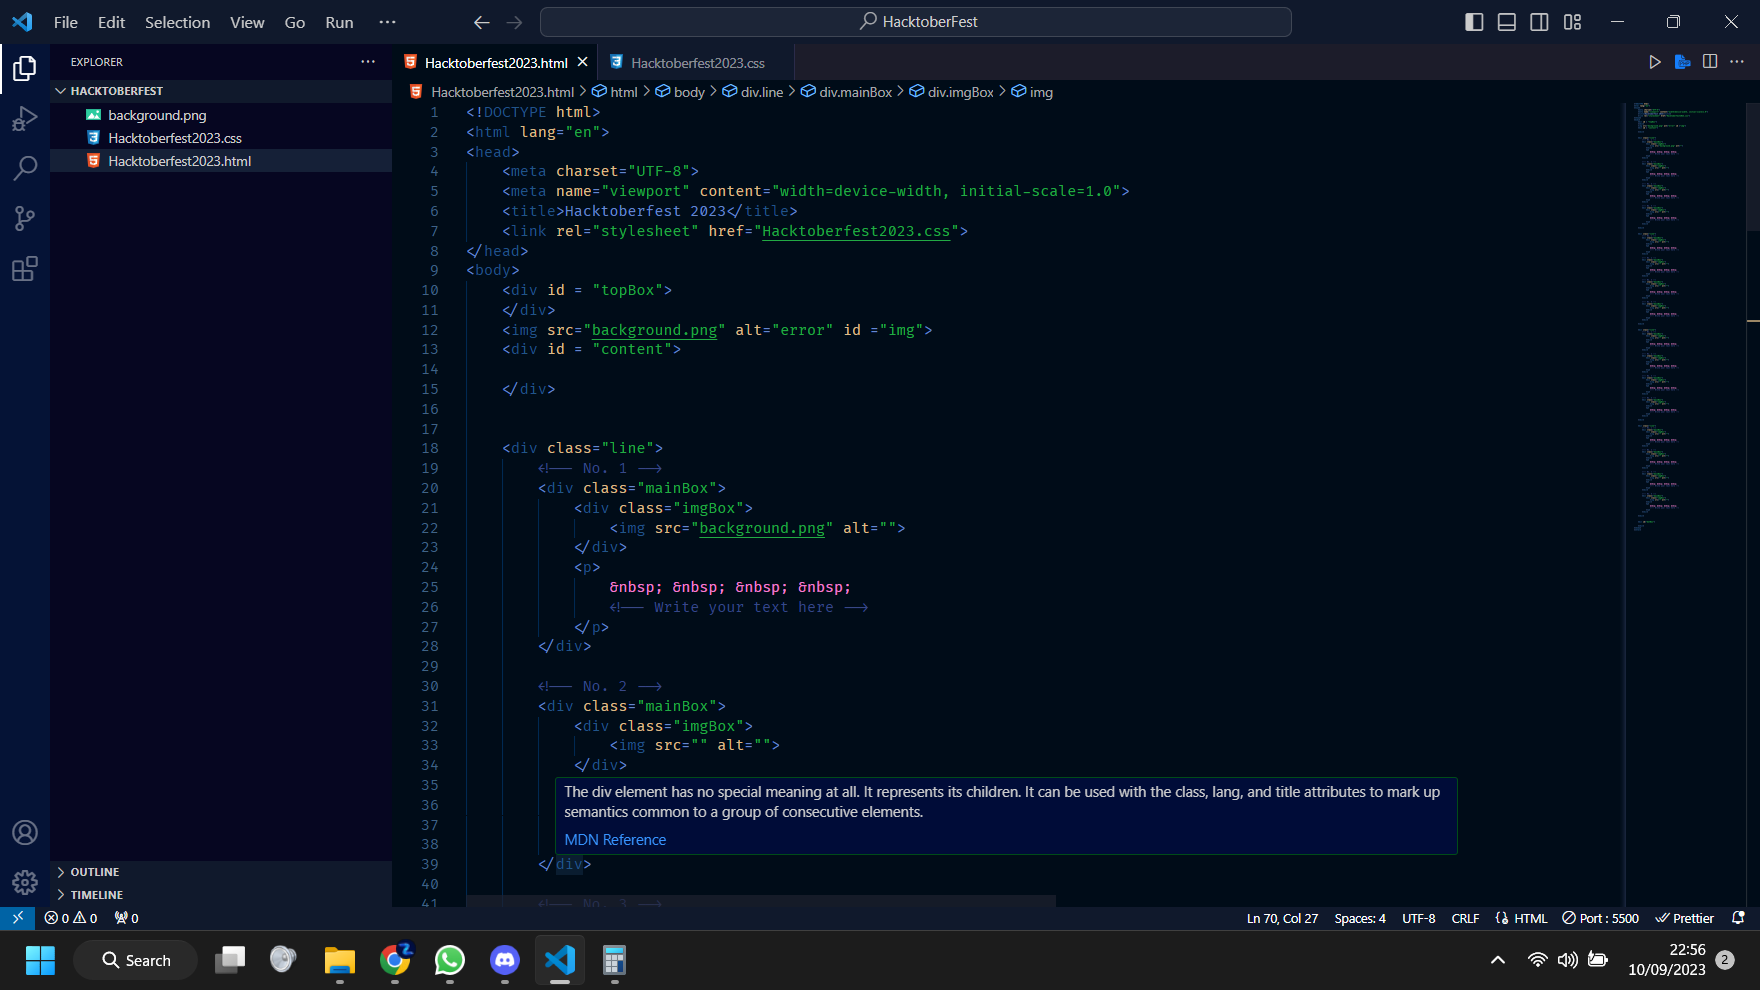 File Edit Selection View Go Run ··· HacktoberFest
EXPLORER ···
HACKTOBERFEST
background.png
Hacktoberfest2023.css
Hacktoberfest2023.html
OUTLINE
TIMELINE
Hacktoberfest2023.html Hacktoberfest2023.css
Hacktoberfest2023.html > html > body > div.line > div.mainBox > div.imgBox > img
1 <!DOCTYPE html>
2 <html lang="en">
3 <head>
4 <meta charset="UTF-8">
5 <meta name="viewport" content="width=device-width, initial-scale=1.0">
6 <title>Hacktoberfest 2023</title>
7 <link rel="stylesheet" href="Hacktoberfest2023.css">
8 </head>
9 <body>
10 <div id = "topBox">
11 </div>
12 <img src="background.png" alt="error" id ="img">
13 <div id = "content">
14
15 </div>
16
17
18 <div class="line">
19 <!-- No. 1 -->
20 <div class="mainBox">
21 <div class="imgBox">
22 <img src="background.png" alt="">
23 </div>
24 <p>
25 &nbsp; &nbsp; &nbsp; &nbsp;
26 <!-- Write your text here -->
27 </p>
28 </div>
29
30 <!-- No. 2 -->
31 <div class="mainBox">
32 <div class="imgBox">
33 <img src="" alt="">
34 </div>
35
36
37
38
The div element has no special meaning at all. It represents its children. It can be used with the class, lang, and title attributes to mark up
semantics common to a group of consecutive elements.
MDN Reference
39 </div>
40
41 <!-- No. 3 -->
0 0 0 Ln 70, Col 27 Spaces: 4 UTF-8 CRLF HTML Port : 5500 Prettier
Search 22:56
10/09/2023 2